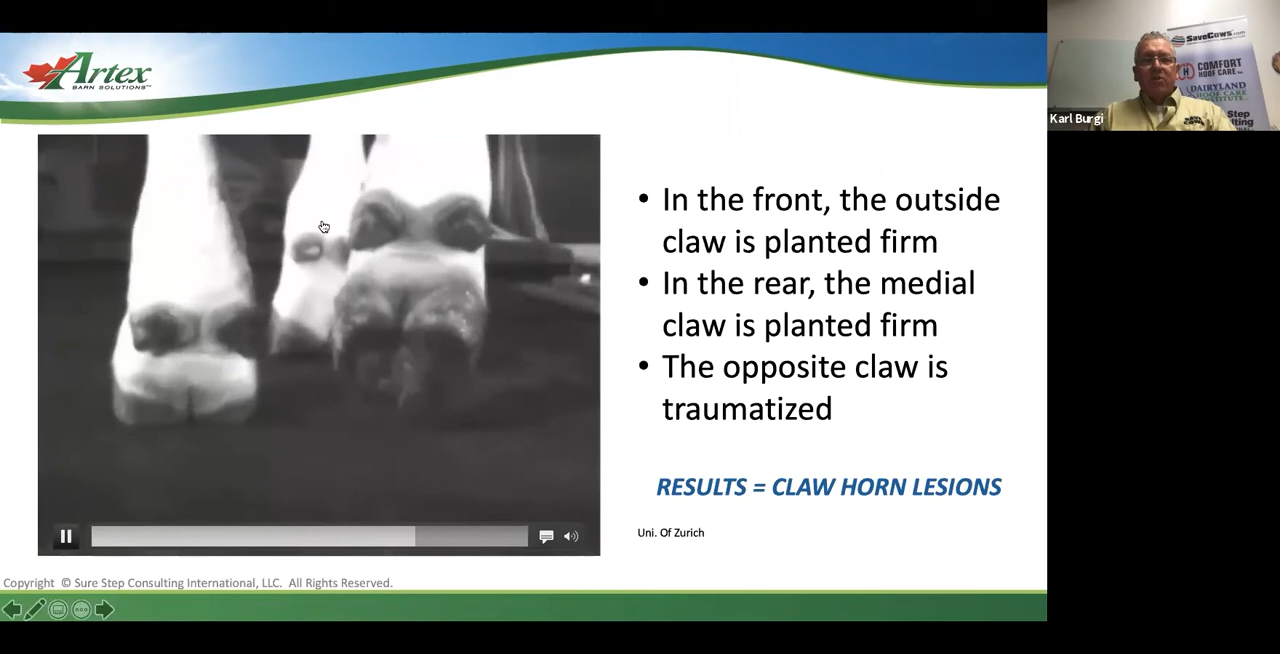 Artex
BARN SOLUTIONS
• In the front, the outside
claw is planted firm
• In the rear, the medial
claw is planted firm
• The opposite claw is
traumatized
RESULTS = CLAW HORN LESIONS
Uni. Of Zurich
Copyright © Sure Step Consulting International, LLC. All Rights Reserved.
SaveCows.com
COMFORT
HOOF CARE
DAIRYLAND
HOOF CARE
Step
Karl Burgi